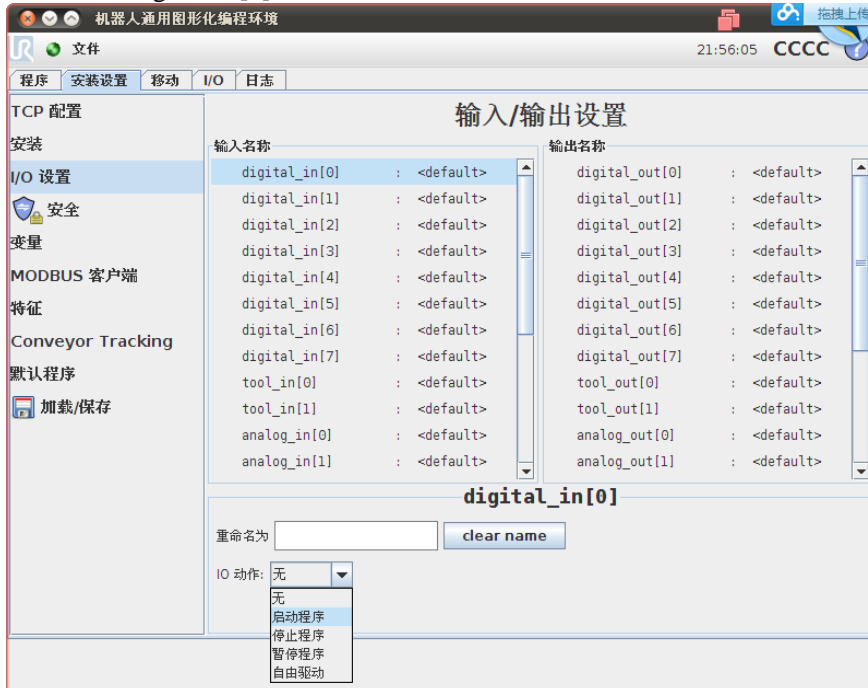 机器人通用图形化编程环境
拖拽上传
文件
21:56:05 CCCC ?
程序 安装设置 移动 I/O 日志
TCP 配置
安装
I/O 设置
安全
变量
MODBUS 客户端
特征
Conveyor Tracking
默认程序
加载/保存
输入/输出设置
输入名称
digital_in[0] : <default>
digital_in[1] : <default>
digital_in[2] : <default>
digital_in[3] : <default>
digital_in[4] : <default>
digital_in[5] : <default>
digital_in[6] : <default>
digital_in[7] : <default>
tool_in[0] : <default>
tool_in[1] : <default>
analog_in[0] : <default>
analog_in[1] : <default>
输出名称
digital_out[0] : <default>
digital_out[1] : <default>
digital_out[2] : <default>
digital_out[3] : <default>
digital_out[4] : <default>
digital_out[5] : <default>
digital_out[6] : <default>
digital_out[7] : <default>
tool_out[0] : <default>
tool_out[1] : <default>
analog_out[0] : <default>
analog_out[1] : <default>
digital_in[0]
重命名为 clear name
IO 动作: 无
无
启动程序
停止程序
暂停程序
自由驱动